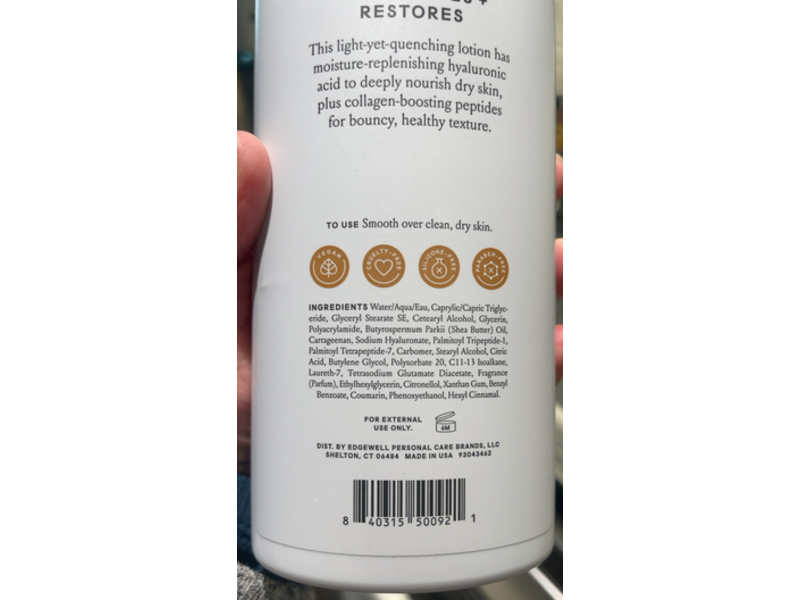 RESTORES
This light-yet-quenching lotion has
moisture-replenishing hyaluronic
acid to deeply nourish dry skin,
plus collagen-boosting peptides
for bouncy, healthy texture.
TO USE Smooth over clean, dry skin.
VEGAN
CRUELTY-FREE
SILICONE-FREE
PARABEN-FREE
INGREDIENTS Water/Aqua/Eau, Caprylic/Capric Triglyc-
eride, Glyceryl Stearate SE, Cetearyl Alcohol, Glycerin,
Polyacrylamide, Butyrospermum Parkii (Shea Butter) Oil,
Carrageenan, Sodium Hyaluronate, Palmitoyl Tripeptide-1,
Palmitoyl Tetrapeptide-7, Carbomer, Stearyl Alcohol, Citric
Acid, Butylene Glycol, Polysorbate 20, C11-13 Isoalkane,
Laureth-7, Tetrasodium Glutamate Diacetate, Fragrance
(Parfum), Ethylhexylglycerin, Citronellol, Xanthan Gum, Benzyl
Benzoate, Coumarin, Phenoxyethanol, Hexyl Cinnamal.
FOR EXTERNAL
USE ONLY.
6M
DIST. BY EDGEWELL PERSONAL CARE BRANDS, LLC
SHELTON, CT 06484 MADE IN USA 93043462
8 40315 50092 1